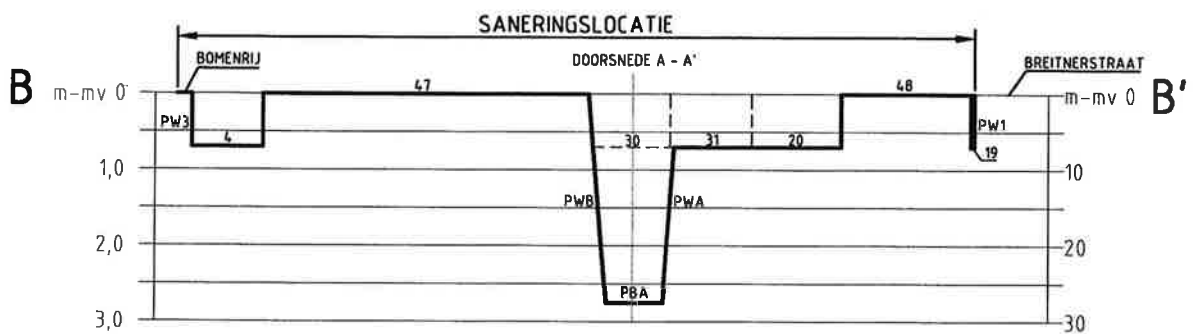 SANERINGSLOCATIE
BOMENRIJ
DOORSNEDE A - A'
BREITNERSTRAAT
B m-mv 0 47 48 m-mv 0 B'
PW3 4 30 31 20 PW1
19
1,0 10
PWB PWA
2,0 20
PBA
3,0 30